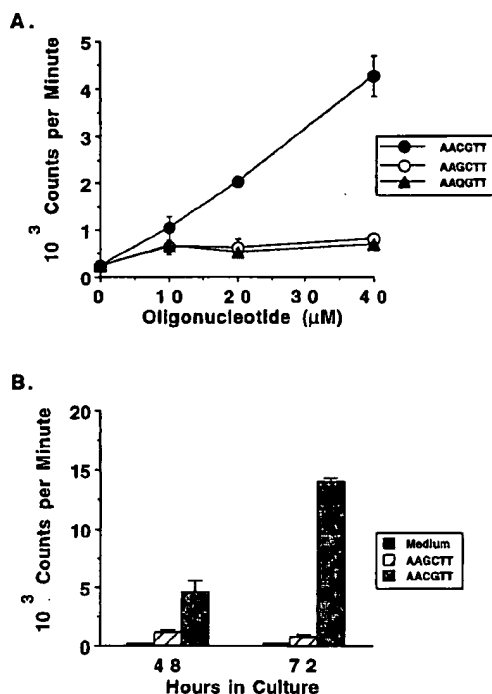 A.
10³ Counts per Minute
5
4
3
2
1
0
0 10 20 30 40
Oligonucleotide (µM)
AACGTT
AAGCTT
AAQGTT
B.
10³ Counts per Minute
20
15
10
5
0
48 72
Hours in Culture
Medium
AAGCTT
AACGTT